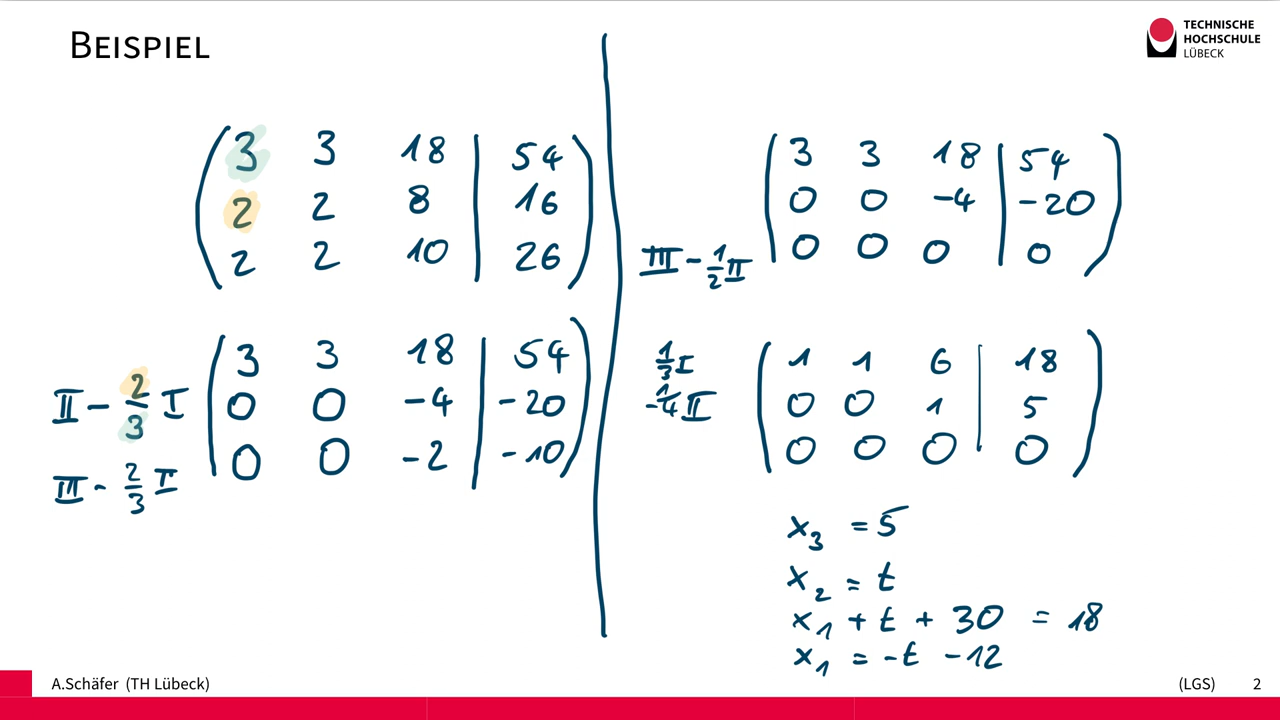 BEISPIEL
TECHNISCHE
HOCHSCHULE
LÜBECK
3 3 18 | 54
2 2 8 | 16
2 2 10 | 26
3 3 18 | 54
II - 2/3 I 0 0 -4 | -20
III - 2/3 I 0 0 -2 | -10
3 3 18 | 54
0 0 -4 | -20
III - 1/2 II 0 0 0 | 0
1/3 I 1 1 6 | 18
-1/4 II 0 0 1 | 5
0 0 0 | 0
x₃ = 5
x₂ = t
x₁ + t + 30 = 18
x₁ = -t - 12
A.Schäfer (TH Lübeck)
(LGS) 2